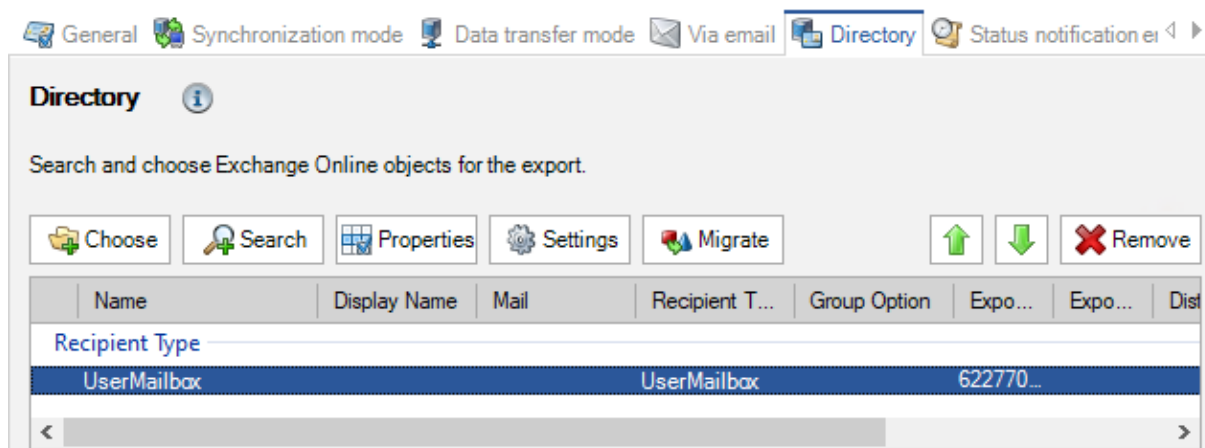 General Synchronization mode Data transfer mode Via email Directory Status notification er
Directory
Search and choose Exchange Online objects for the export.
Choose Search Properties Settings Migrate Remove
Name Display Name Mail Recipient T... Group Option Expo... Expo... Dist
Recipient Type
UserMailbox UserMailbox 622770...